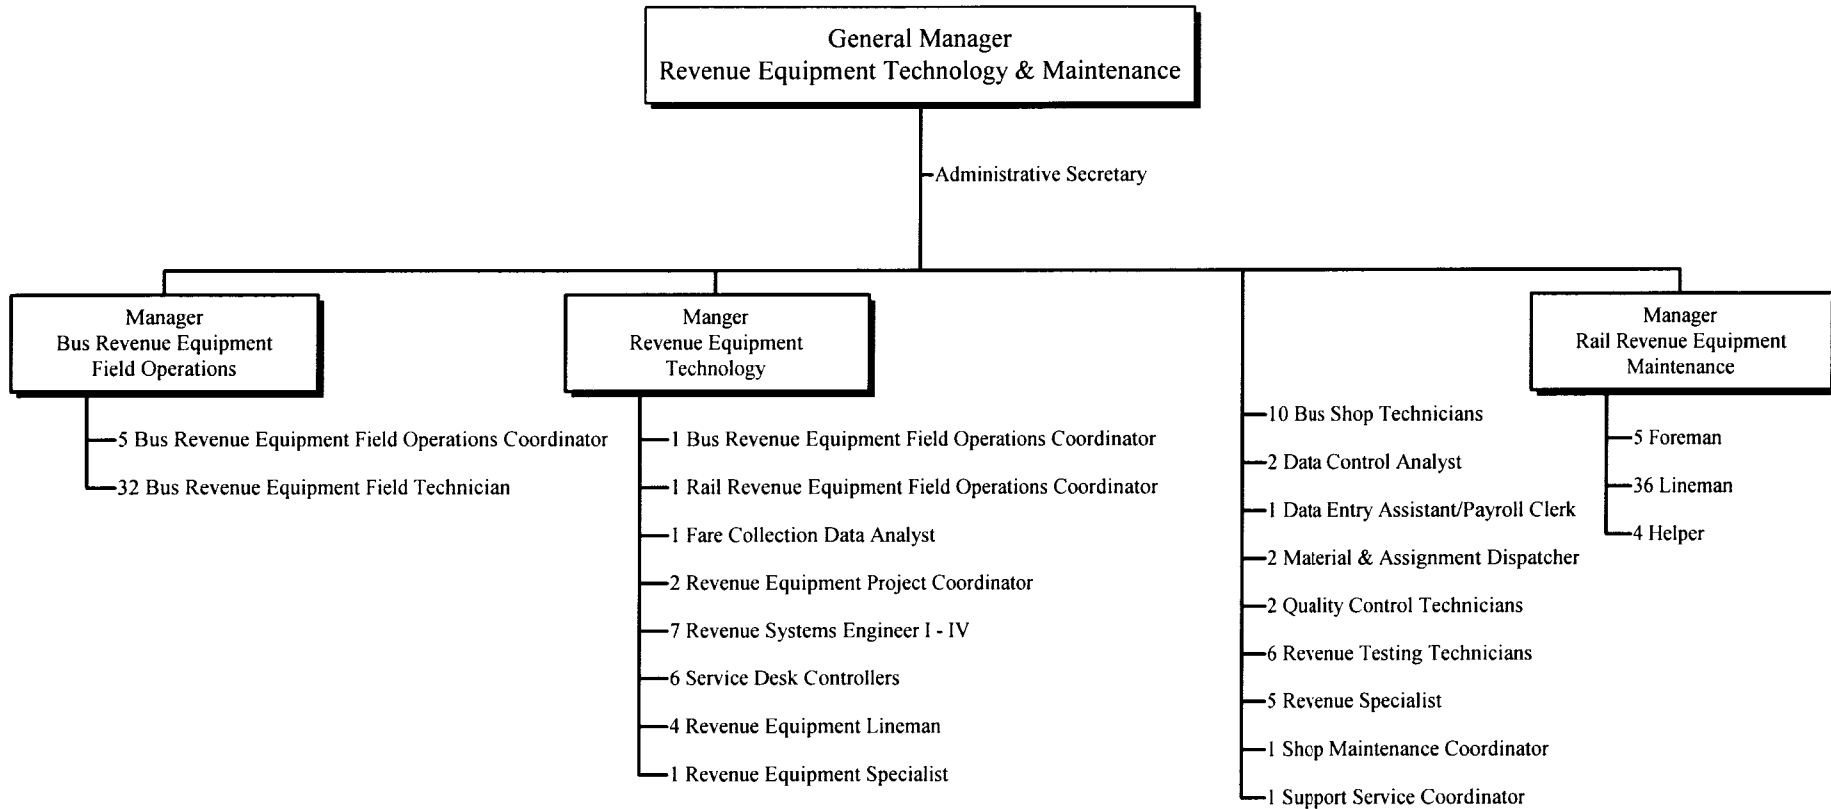 General Manager
Revenue Equipment Technology & Maintenance
Administrative Secretary
Manager
Bus Revenue Equipment
Field Operations
5 Bus Revenue Equipment Field Operations Coordinator
32 Bus Revenue Equipment Field Technician
Manger
Revenue Equipment
Technology
1 Bus Revenue Equipment Field Operations Coordinator
1 Rail Revenue Equipment Field Operations Coordinator
1 Fare Collection Data Analyst
2 Revenue Equipment Project Coordinator
7 Revenue Systems Engineer I - IV
6 Service Desk Controllers
4 Revenue Equipment Lineman
1 Revenue Equipment Specialist
10 Bus Shop Technicians
2 Data Control Analyst
1 Data Entry Assistant/Payroll Clerk
2 Material & Assignment Dispatcher
2 Quality Control Technicians
6 Revenue Testing Technicians
5 Revenue Specialist
1 Shop Maintenance Coordinator
1 Support Service Coordinator
Manager
Rail Revenue Equipment
Maintenance
5 Foreman
36 Lineman
4 Helper